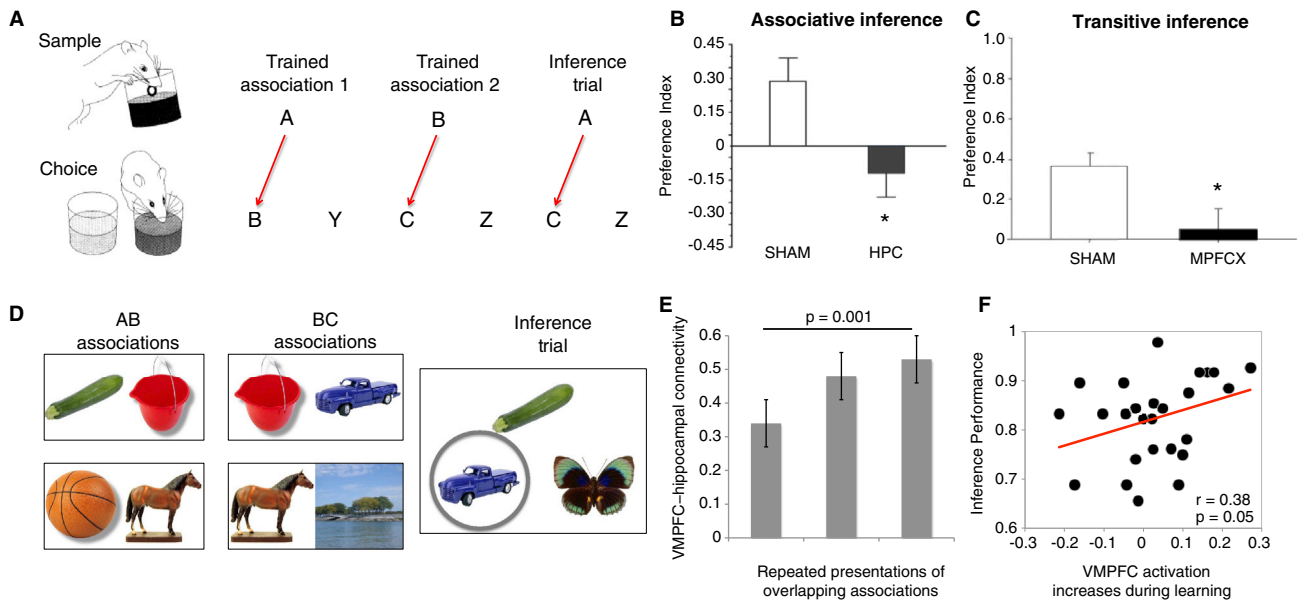 A
Sample
Choice
Trained
association 1
Trained
association 2
Inference
trial
A
B
A
B
Y
C
Z
C
Z
B
Associative inference
Preference Index
0.45
0.30
0.15
0
-0.15
-0.30
-0.45
*
SHAM
HPC
C
Transitive inference
Preference Index
1.0
0.8
0.6
0.4
0.2
0
*
SHAM
MPFCX
D
AB
associations
BC
associations
Inference
trial
E
p = 0.001
VMPFC–hippocampal connectivity
0.6
0.5
0.4
0.3
0.2
0.1
0
Repeated presentations of
overlapping associations
F
Inference Performance
1
0.9
0.8
0.7
0.6
r = 0.38
p = 0.05
-0.3
-0.2
-0.1
0
0.1
0.2
0.3
VMPFC activation
increases during learning